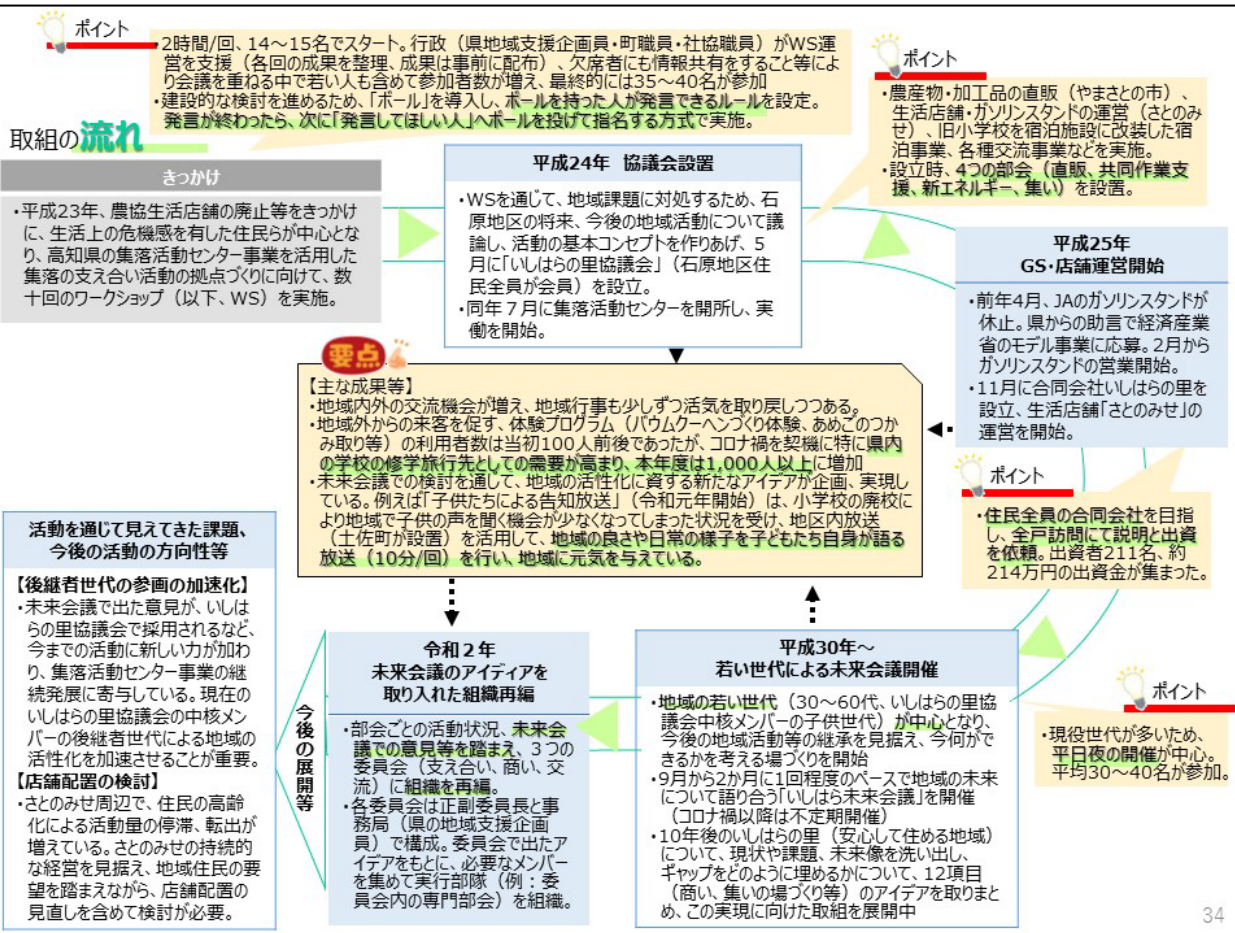 ポイント
・2時間/回、14～15名でスタート。行政（県地域支援企画員・町職員・社協職員）がWS運
営を支援（各回の成果を整理、成果は事前に配布）、欠席者にも情報共有をすること等によ
り会議を重ねる中で若い人も含めて参加者数が増え、最終的には35～40名が参加
・建設的な検討を進めるため、「ボール」を導入し、ボールを持った人が発言できるルールを設定。
発言が終わったら、次に「発言してほしい人」へボールを投げて指名する方式で実施。
ポイント
・農産物・加工品の直販（やまさとの市）、
生活店舗・ガソリンスタンドの運営（さとのみ
せ）、旧小学校を宿泊施設に改装した宿
泊事業、各種交流事業などを実施。
・設立時、4つの部会（直販、共同作業支
援、新エネルギー、集い）を設置。
取組の流れ
きっかけ
・平成23年、農協生活店舗の廃止等をきっかけ
に、生活上の危機感を有した住民らが中心とな
り、高知県の集落活動センター事業を活用した
集落の支え合い活動の拠点づくりに向けて、数
十回のワークショップ（以下、WS）を実施。
平成24年 協議会設置
・WSを通じて、地域課題に対処するため、石
原地区の将来、今後の地域活動について議
論し、活動の基本コンセプトを作りあげ、５
月に「いしはらの里協議会」（石原地区住
民全員が会員）を設立。
・同年７月に集落活動センターを開所し、実
働を開始。
平成25年
GS・店舗運営開始
・前年4月、JAのガソリンスタンドが
休止。県からの助言で経済産業
省のモデル事業に応募。2月から
ガソリンスタンドの営業開始。
・11月に合同会社いしはらの里を
設立、生活店舗「さとのみせ」の
運営を開始。
ポイント
・住民全員の合同会社を目指
し、全戸訪問にて説明と出資
を依頼。出資者211名、約
214万円の出資金が集まった。
要点
【主な成果等】
・地域内外の交流機会が増え、地域行事も少しずつ活気を取り戻しつつある。
・地域外からの来客を促す、体験プログラム（バウムクーヘンづくり体験、あめごのつか
み取り等）の利用者数は当初100人前後であったが、コロナ禍を契機に特に県内
の学校の修学旅行先としての需要が高まり、本年度は1,000人以上に増加
・未来会議での検討を通じて、地域の活性化に資する新たなアイデアが企画、実現し
ている。例えば「子供たちによる告知放送」（令和元年開始）は、小学校の廃校に
より地域で子供の声を聞く機会が少なくなってしまった状況を受け、地区内放送
（土佐町が設置）を活用して、地域の良さや日常の様子を子どもたち自身が語る
放送（10分/回）を行い、地域に元気を与えている。
平成30年～
若い世代による未来会議開催
・地域の若い世代（30～60代、いしはらの里協
議会中核メンバーの子供世代）が中心となり、
今後の地域活動等の継承を見据え、今何がで
きるかを考える場づくりを開始
・9月から2か月に1回程度のペースで地域の未来
について語り合う「いしはら未来会議」を開催
（コロナ禍以降は不定期開催）
・10年後のいしはらの里（安心して住める地域）
について、現状や課題、未来像を洗い出し、
ギャップをどのように埋めるかについて、12項目
（商い、集いの場づくり等）のアイデアを取りまと
め、この実現に向けた取組を展開中
ポイント
・現役世代が多いため、
平日夜の開催が中心。
平均30～40名が参加。
令和２年
未来会議のアイディアを
取り入れた組織再編
・部会ごとの活動状況、未来会
議での意見等を踏まえ、３つの
委員会（支え合い、商い、交
流）に組織を再編。
・各委員会は正副委員長と事
務局（県の地域支援企画
員）で構成。委員会で出たア
イデアをもとに、必要なメンバー
を集めて実行部隊（例：委
員会内の専門部会）を組織。
今後の展開等
活動を通じて見えてきた課題、
今後の活動の方向性等
【後継者世代の参画の加速化】
・未来会議で出た意見が、いしは
らの里協議会で採用されるなど、
今までの活動に新しい力が加わ
り、集落活動センター事業の継
続発展に寄与している。現在の
いしはらの里協議会の中核メン
バーの後継者世代による地域の
活性化を加速させることが重要。
【店舗配置の検討】
・さとのみせ周辺で、住民の高齢
化による活動量の停滞、転出が
増えている。さとのみせの持続的
な経営を見据え、地域住民の要
望を踏まえながら、店舗配置の
見直しを含めて検討が必要。
34